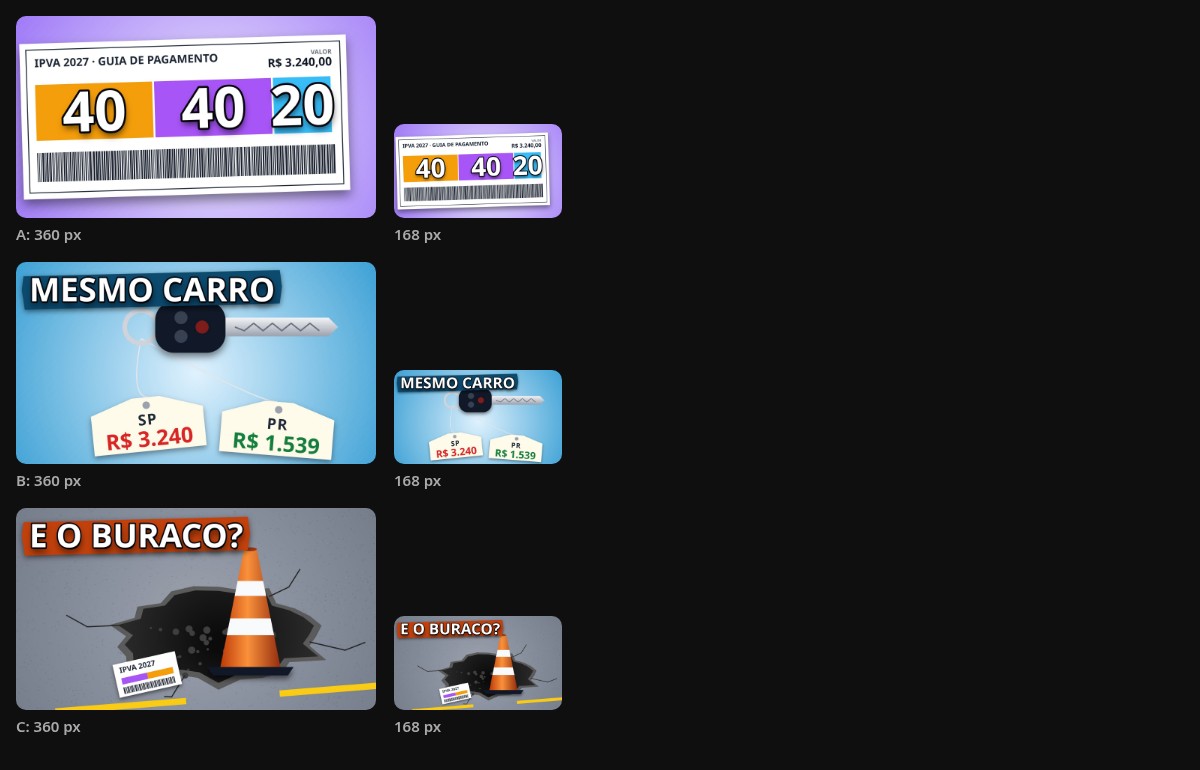 IPVA 2027 · GUIA DE PAGAMENTO
VALOR
R$ 3.240,00
40 40 20
A: 360 px
IPVA 2027 · GUIA DE PAGAMENTO
R$ 3.240,00
40 40 20
168 px
MESMO CARRO
SP
R$ 3.240
PR
R$ 1.539
B: 360 px
MESMO CARRO
SP
R$ 3.240
PR
R$ 1.539
168 px
E O BURACO?
IPVA 2027
C: 360 px
E O BURACO?
IPVA 2027
168 px